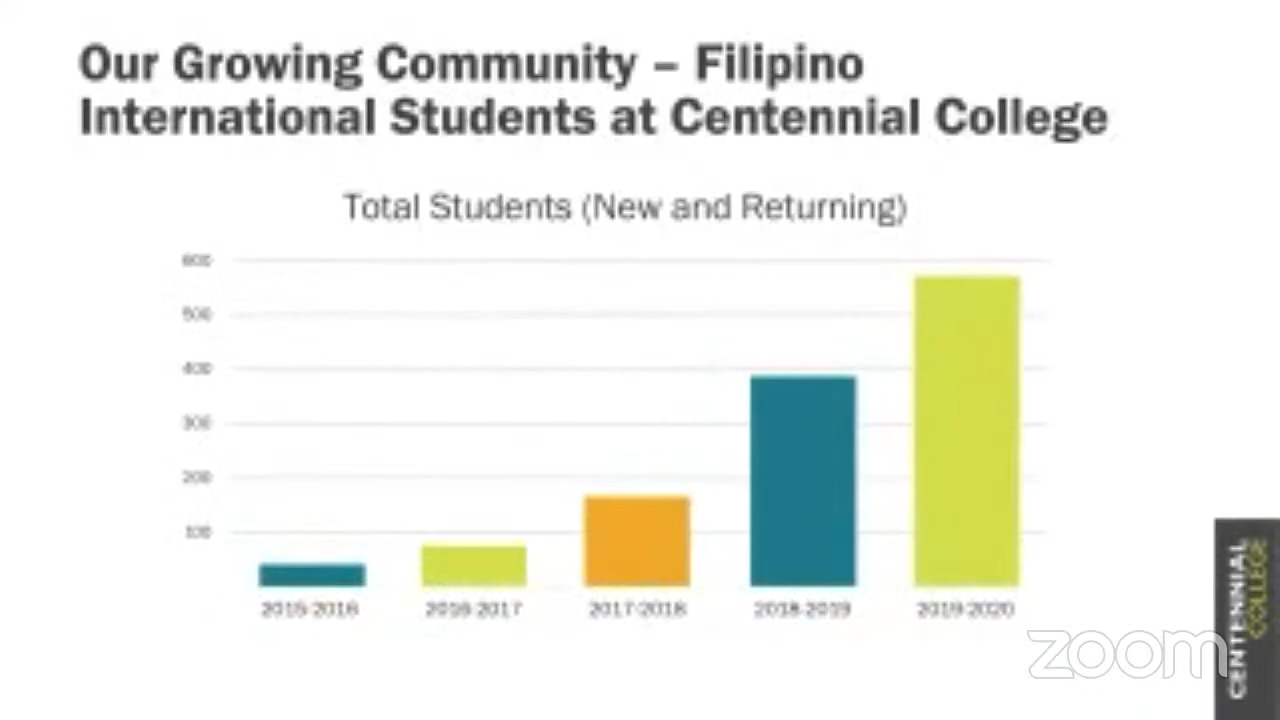 Our Growing Community – Filipino
International Students at Centennial College
Total Students (New and Returning)
600
500
400
300
200
100
2015-2016
2016-2017
2017-2018
2018-2019
2019-2020
CENTENNIAL
COLLEGE
zoom